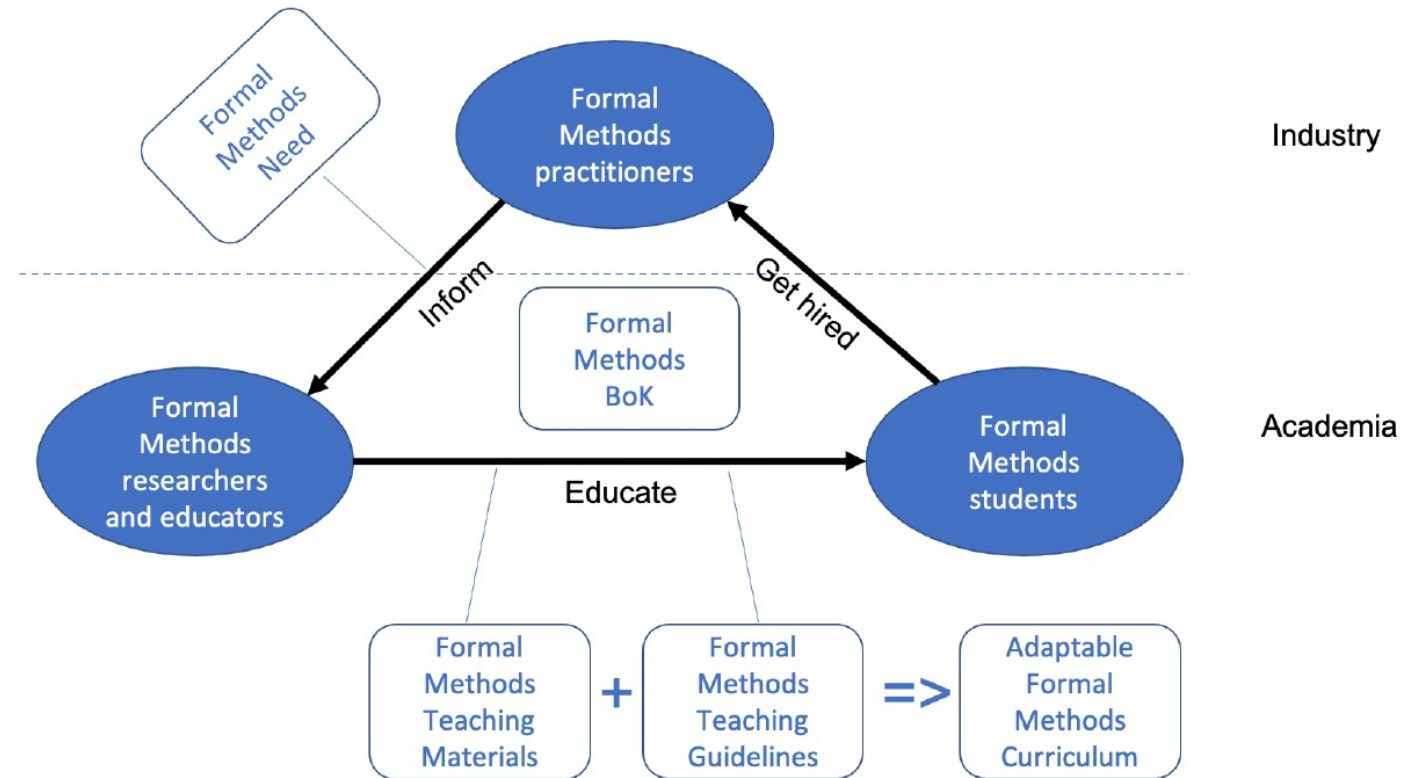 Formal
Methods
Need
Formal
Methods
practitioners
Industry
Inform
Get hired
Formal
Methods
BoK
Formal
Methods
researchers
and educators
Educate
Formal
Methods
students
Academia
Formal
Methods
Teaching
Materials
+
Formal
Methods
Teaching
Guidelines
=>
Adaptable
Formal
Methods
Curriculum